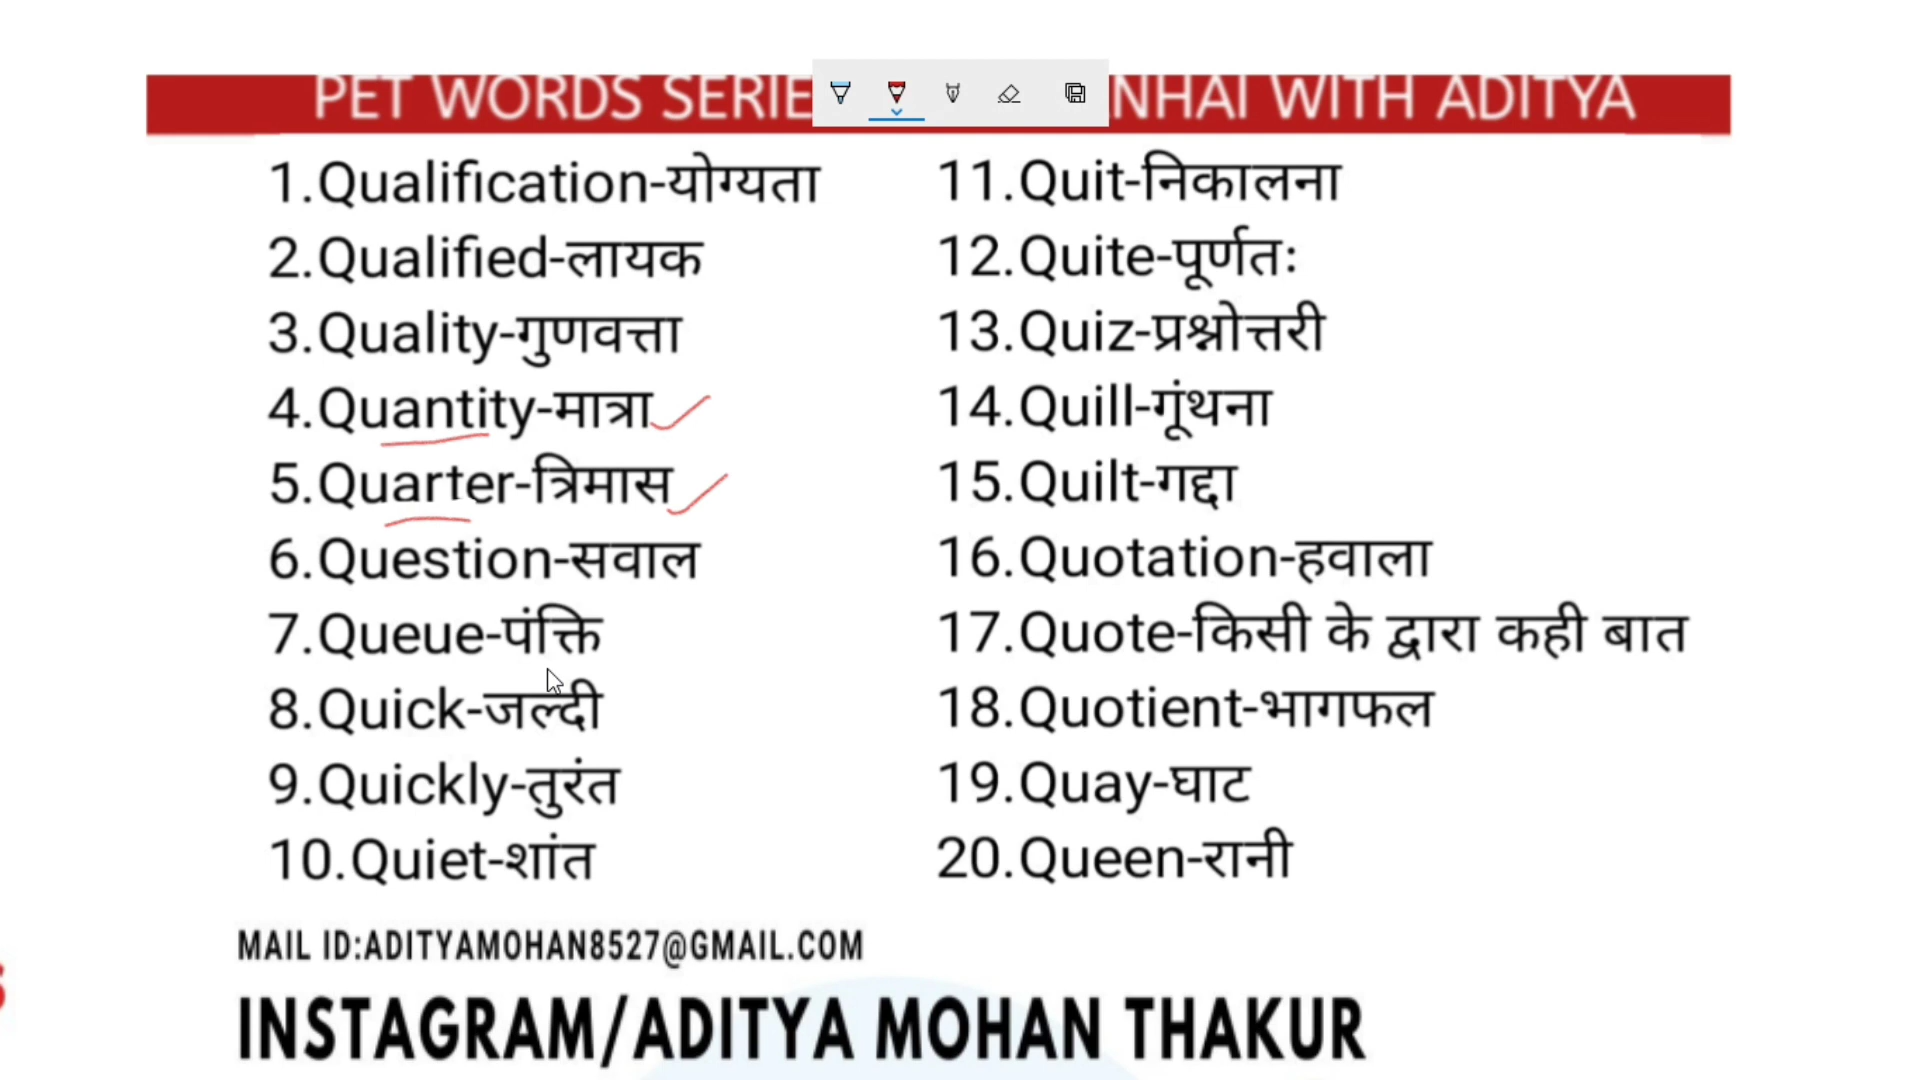 PET WORDS SERIE NHAI WITH ADITYA
1.Qualification-योग्यता
2.Qualified-लायक
3.Quality-गुणवत्ता
4.Quantity-मात्रा
5.Quarter-त्रिमास
6.Question-सवाल
7.Queue-पंक्ति
8.Quick-जल्दी
9.Quickly-तुरंत
10.Quiet-शांत
11.Quit-निकालना
12.Quite-पूर्णतः
13.Quiz-प्रश्नोत्तरी
14.Quill-गूंथना
15.Quilt-गद्दा
16.Quotation-हवाला
17.Quote-किसी के द्वारा कही बात
18.Quotient-भागफल
19.Quay-घाट
20.Queen-रानी
MAIL ID:ADITYAMOHAN8527@GMAIL.COM
INSTAGRAM/ADITYA MOHAN THAKUR